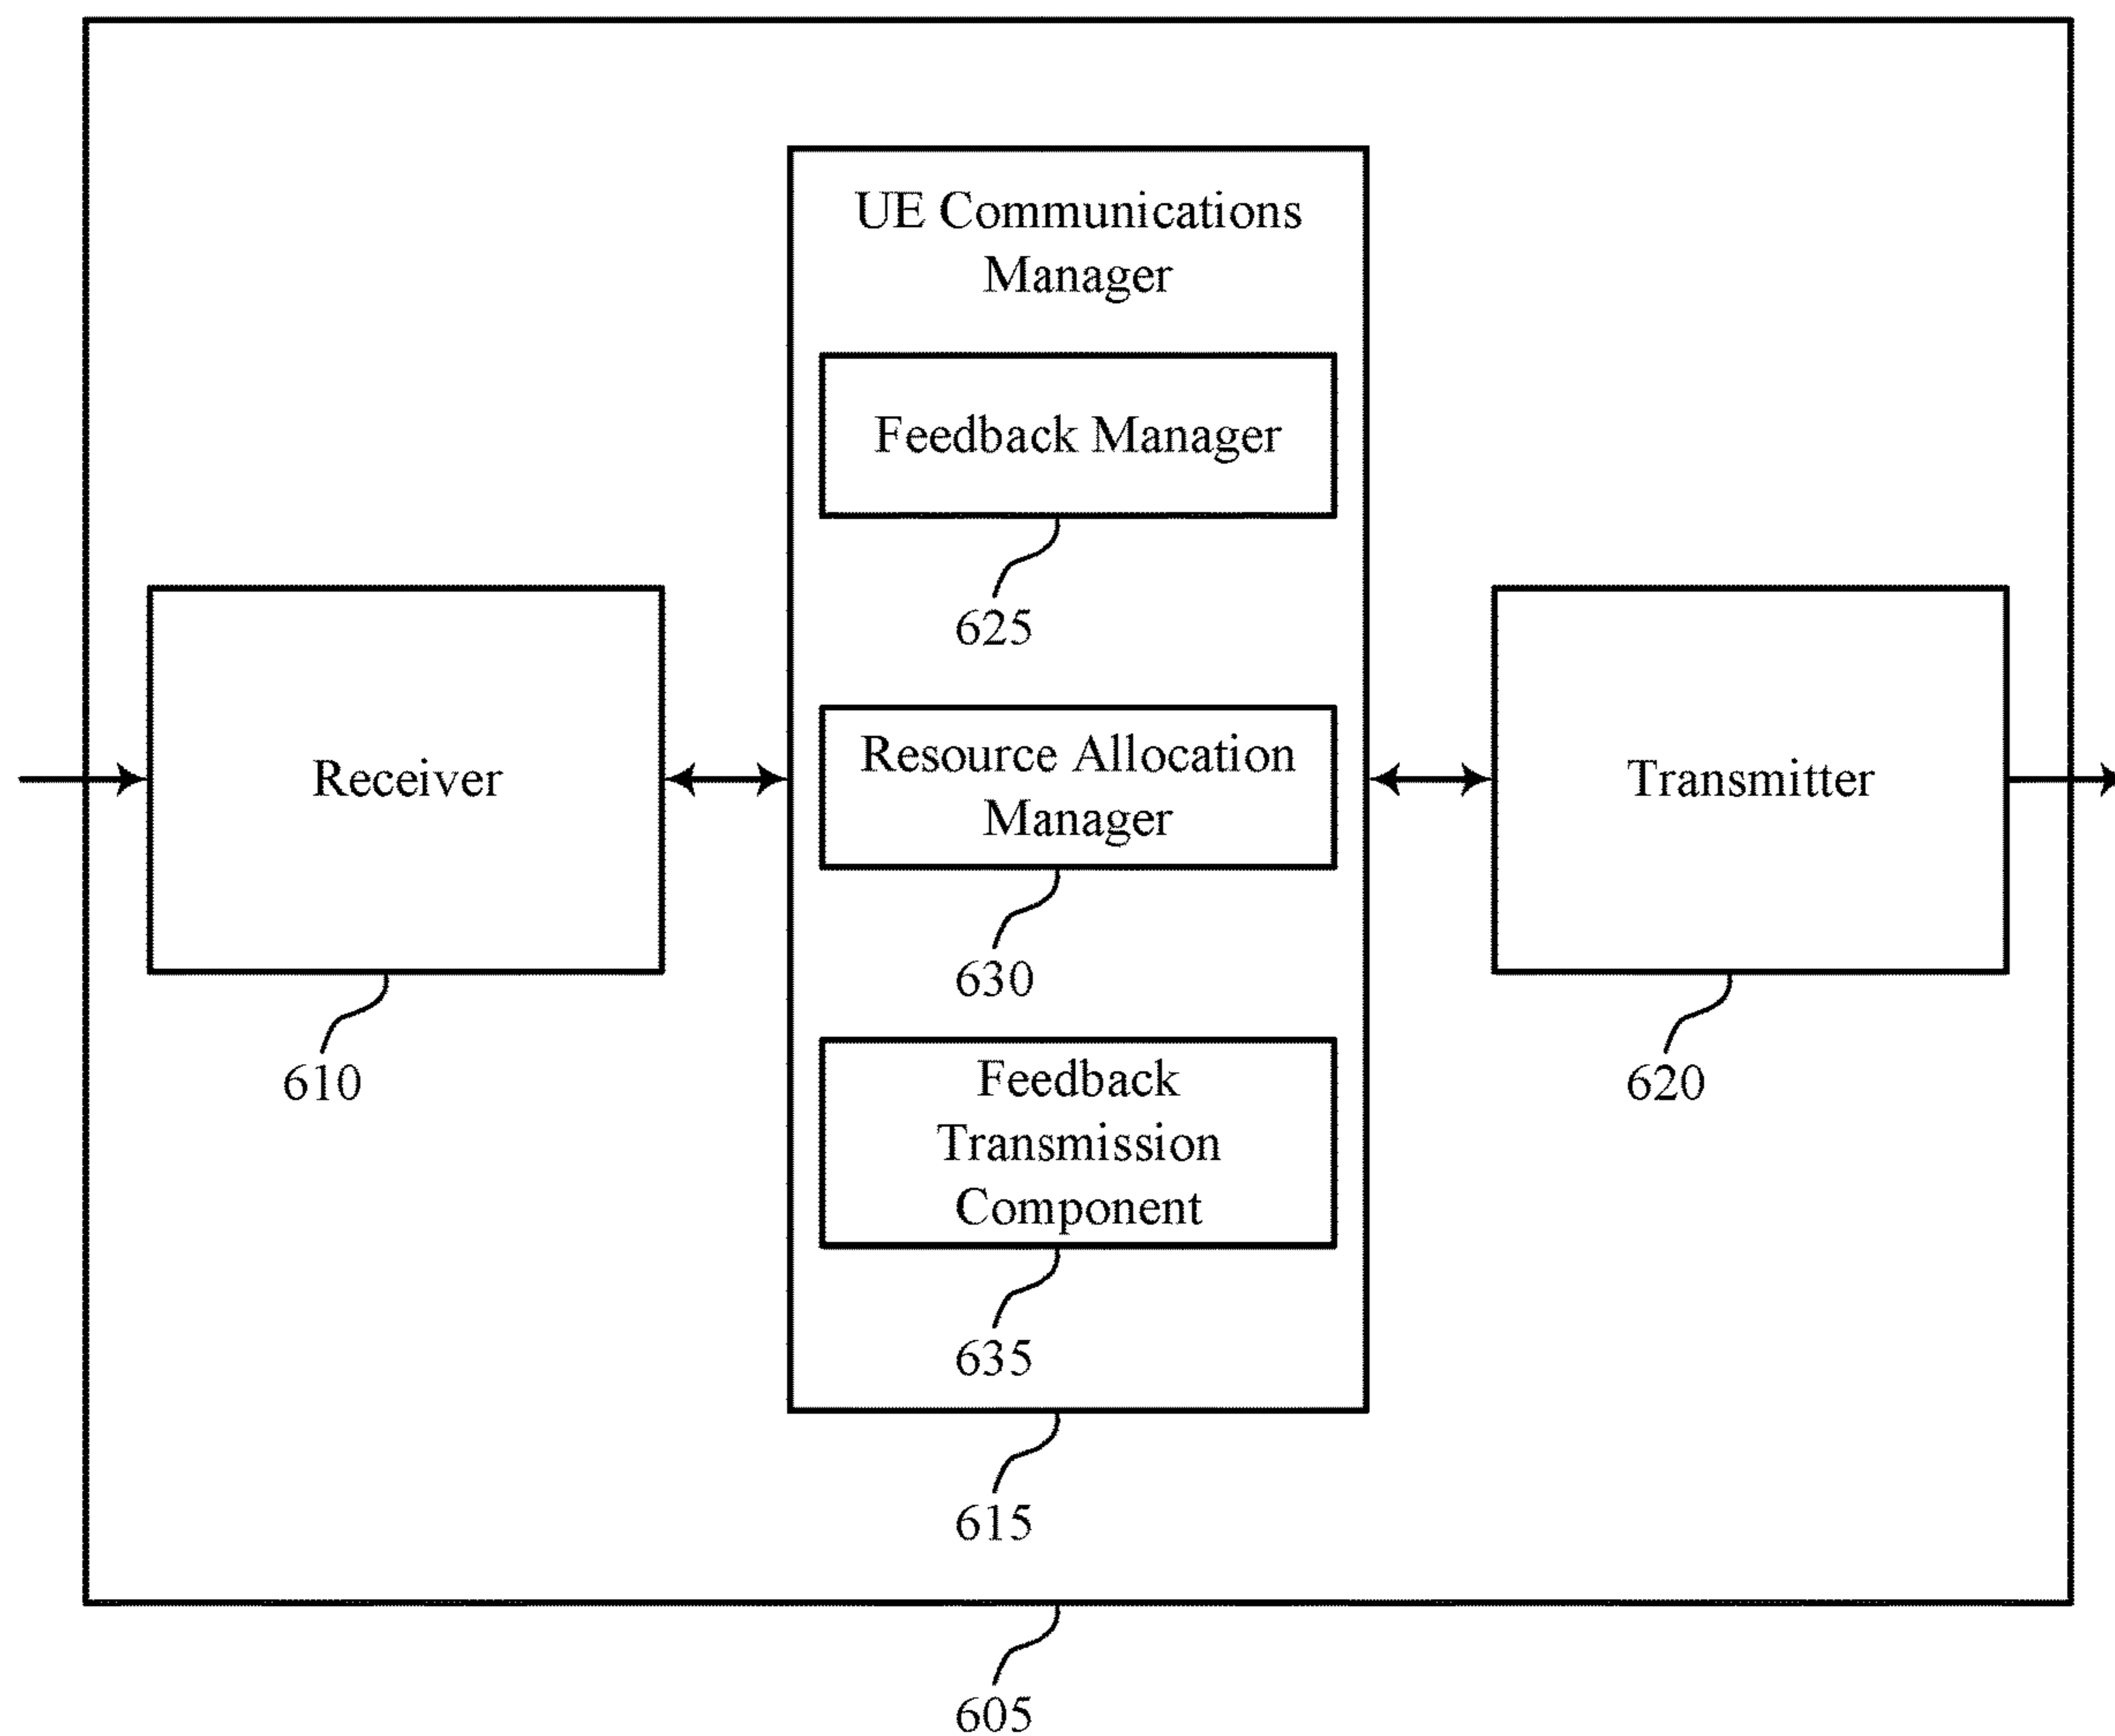 UE Communications
Manager
Feedback Manager
625
Receiver
610
Resource Allocation
Manager
630
Transmitter
620
Feedback
Transmission
Component
635
615
605